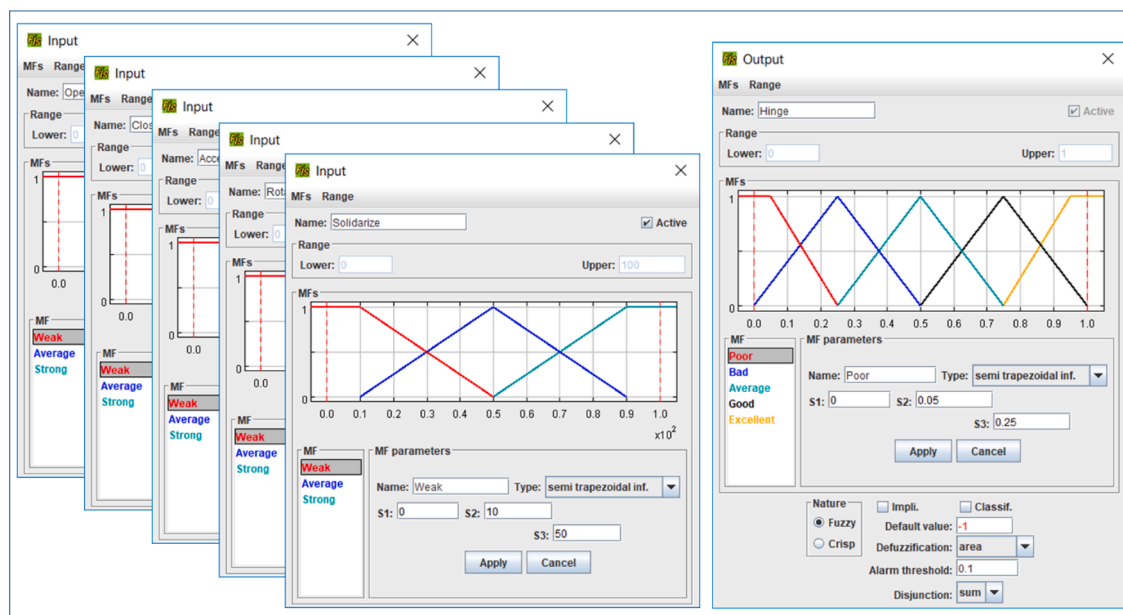 Input
MFs Range
Name: Ope
Range
Lower: 0
MFs
1
0
0.0
MF
Weak
Average
Strong
Input
MFs Range
Name: Clos
Range
Lower: 0
MFs
1
0
0.0
MF
Weak
Average
Strong
Input
MFs Range
Name: Acce
Range
Lower: 0
MFs
1
0
0.0
MF
Weak
Average
Strong
Input
MFs Range
Name: Rota
Range
Lower: 0
MFs
1
0
0.0
MF
Weak
Average
Strong
Input
MFs Range
Name: Solidarize Active
Range
Lower: 0 Upper: 100
MFs
1
0
0.0 0.1 0.2 0.3 0.4 0.5 0.6 0.7 0.8 0.9 1.0
x10²
MF
Weak
Average
Strong
MF parameters
Name: Weak Type: semi trapezoidal inf.
S1: 0 S2: 10
S3: 50
Apply Cancel
Output
MFs Range
Name: Hinge Active
Range
Lower: 0 Upper: 1
MFs
1
0
0.0 0.1 0.2 0.3 0.4 0.5 0.6 0.7 0.8 0.9 1.0
MF
Poor
Bad
Average
Good
Excellent
MF parameters
Name: Poor Type: semi trapezoidal inf.
S1: 0 S2: 0.05
S3: 0.25
Apply Cancel
Nature
Fuzzy
Crisp
Impli. Classif.
Default value: -1
Defuzzification: area
Alarm threshold: 0.1
Disjunction: sum